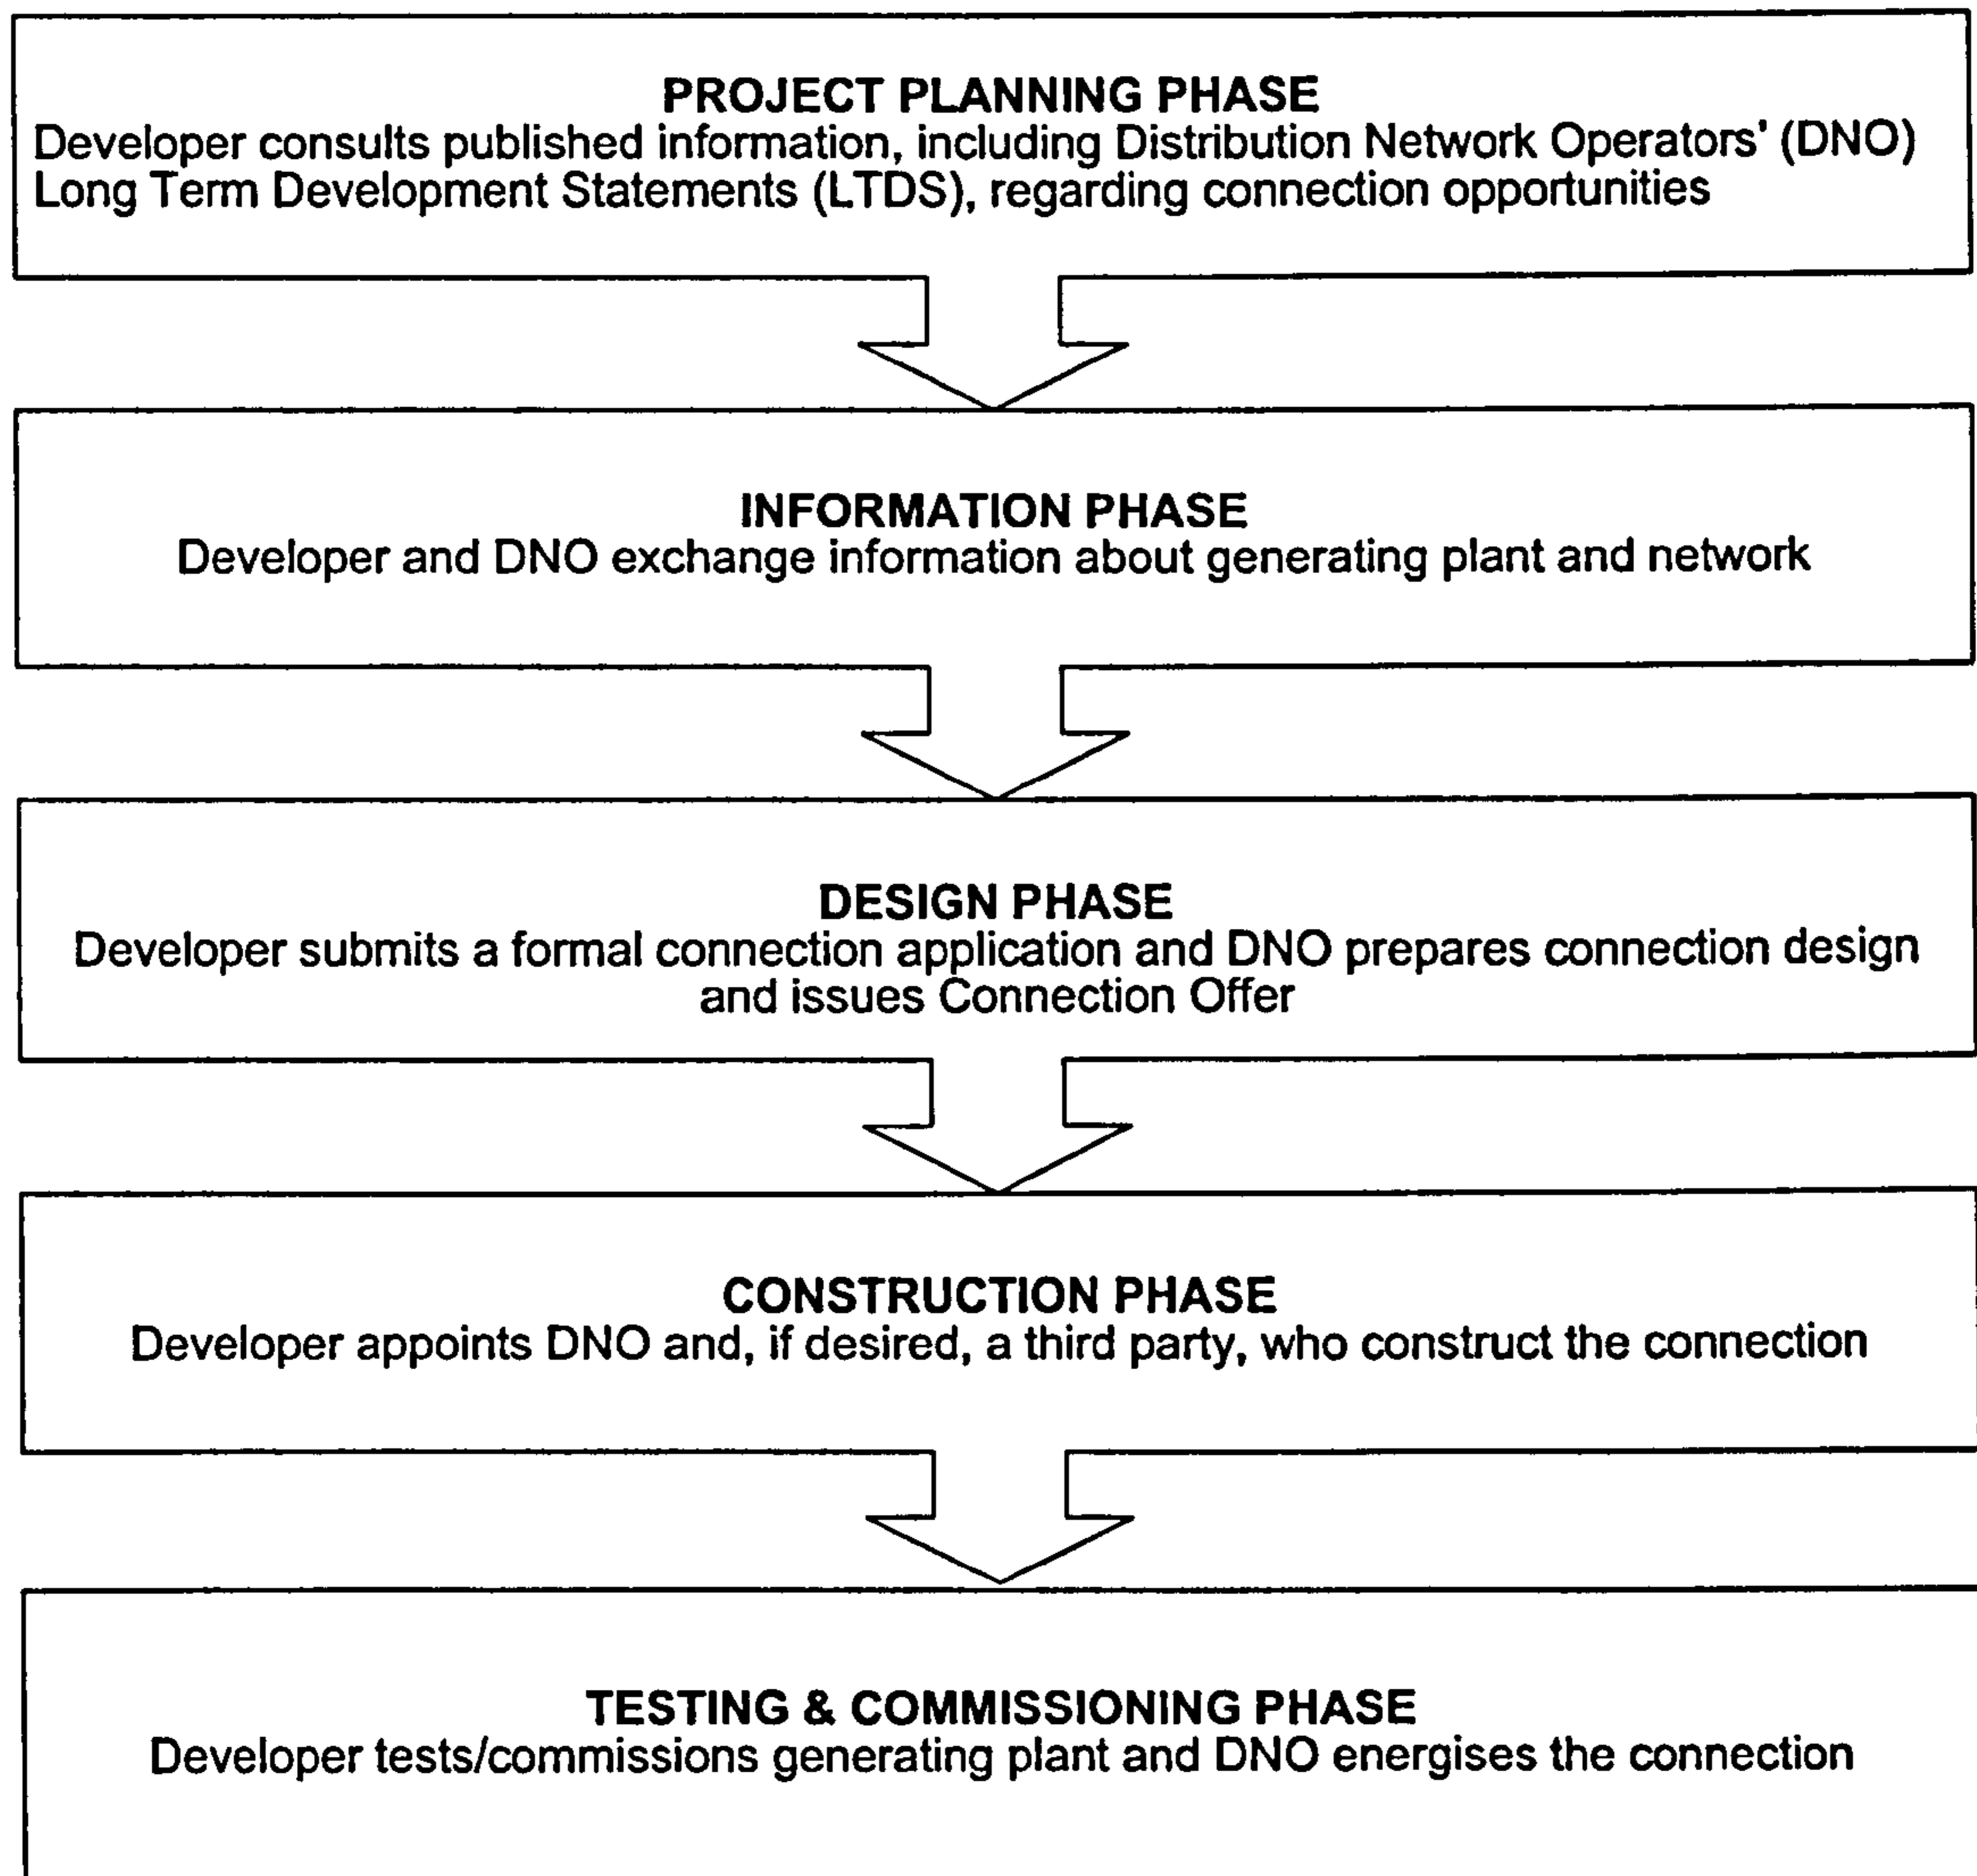 PROJECT PLANNING PHASE
Developer consults published information, including Distribution Network Operators' (DNO)
Long Term Development Statements (LTDS), regarding connection opportunities
INFORMATION PHASE
Developer and DNO exchange information about generating plant and network
DESIGN PHASE
Developer submits a formal connection application and DNO prepares connection design
and issues Connection Offer
CONSTRUCTION PHASE
Developer appoints DNO and, if desired, a third party, who construct the connection
TESTING & COMMISSIONING PHASE
Developer tests/commissions generating plant and DNO energises the connection